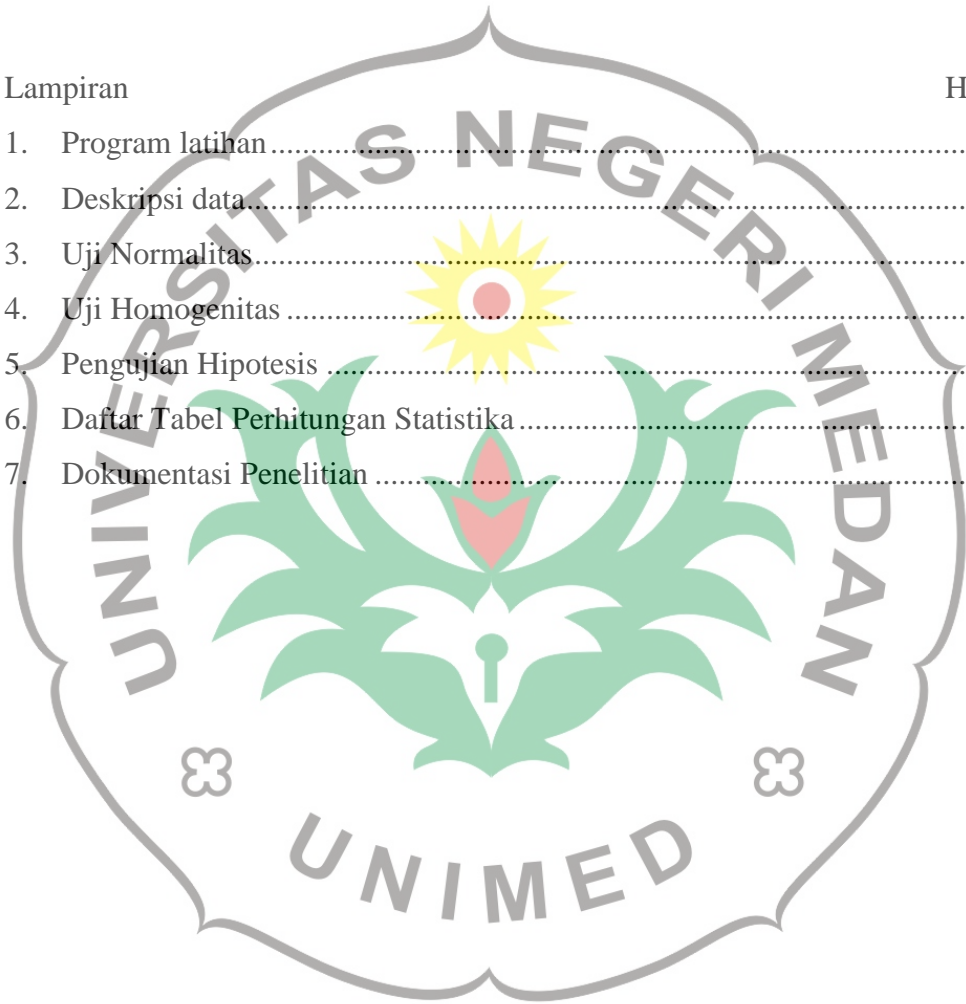 Lampiran H
1. Program latihan
2. Deskripsi data
3. Uji Normalitas
4. Uji Homogenitas
5. Pengujian Hipotesis
6. Daftar Tabel Perhitungan Statistika
7. Dokumentasi Penelitian
UNIVERSITAS NEGERI MEDAN
UNIMED